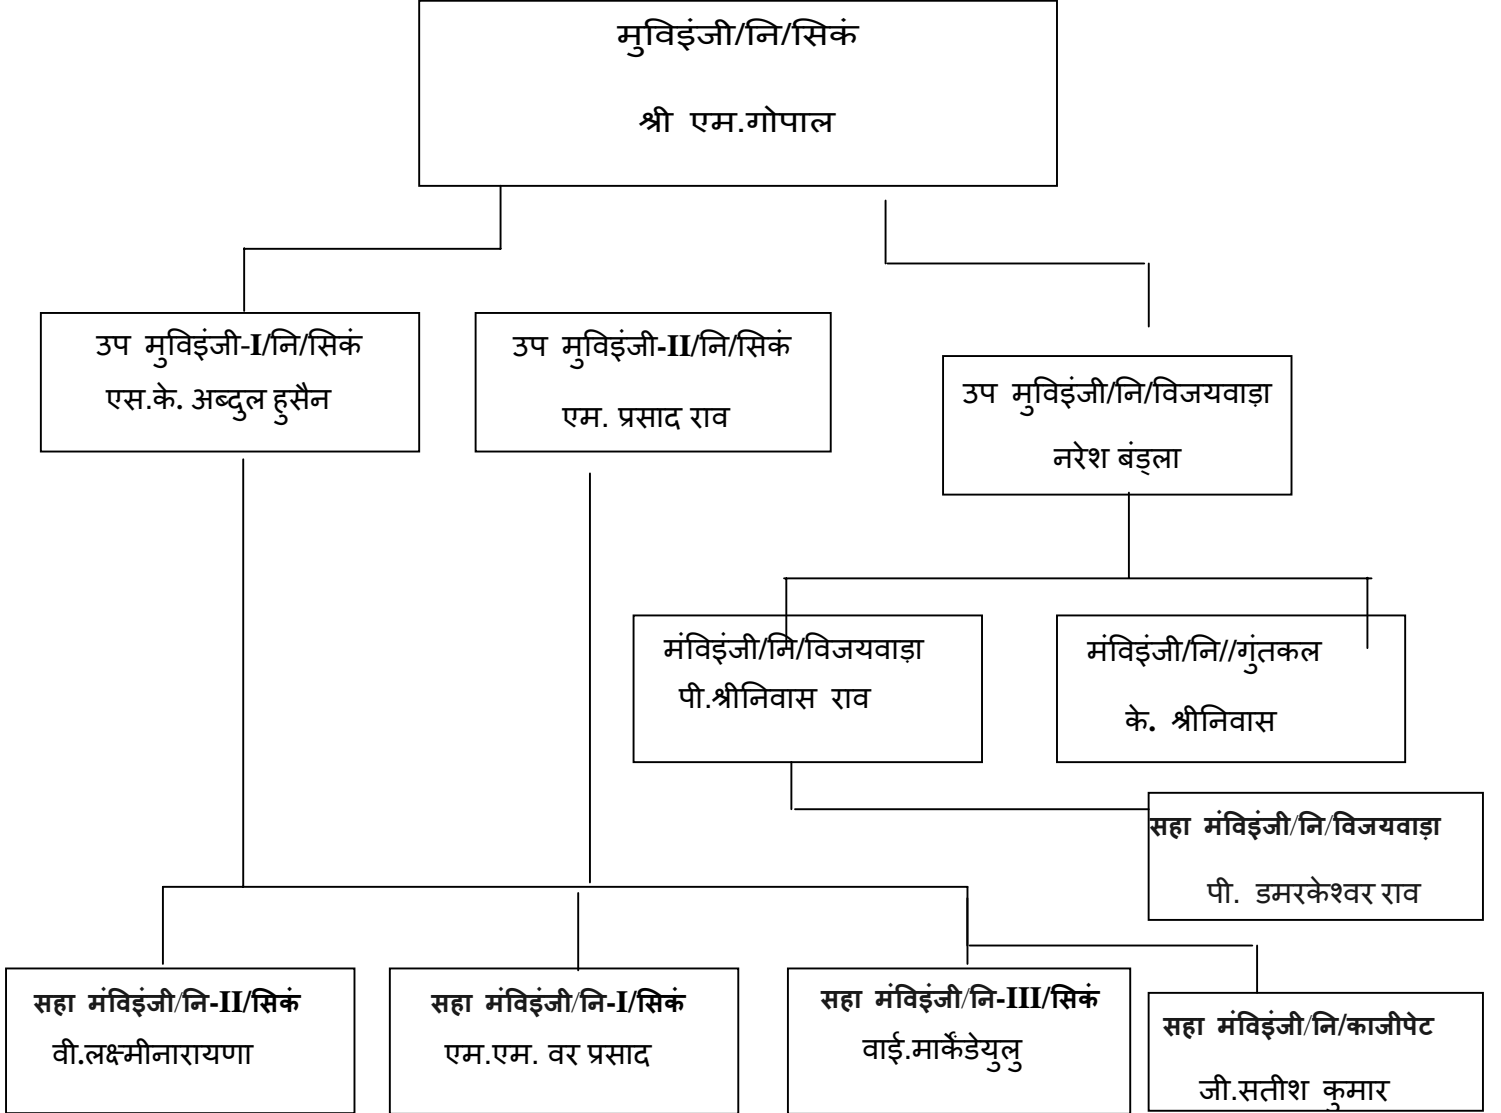 मुविइंजी/नि/सिकं
श्री एम.गोपाल
उप मुविइंजी-I/नि/सिकं
एस.के. अब्दुल हुसैन
उप मुविइंजी-II/नि/सिकं
एम. प्रसाद राव
उप मुविइंजी/नि/विजयवाड़ा
नरेश बंड्ला
मंविइंजी/नि/विजयवाड़ा
पी.श्रीनिवास राव
मंविइंजी/नि//गुंतकल
के. श्रीनिवास
सहा मंविइंजी/नि/विजयवाड़ा
पी. डमरकेश्वर राव
सहा मंविइंजी/नि-II/सिकं
वी.लक्ष्मीनारायणा
सहा मंविइंजी/नि-I/सिकं
एम.एम. वर प्रसाद
सहा मंविइंजी/नि-III/सिकं
वाई.मार्केंडेयुलु
सहा मंविइंजी/नि/काजीपेट
जी.सतीश कुमार